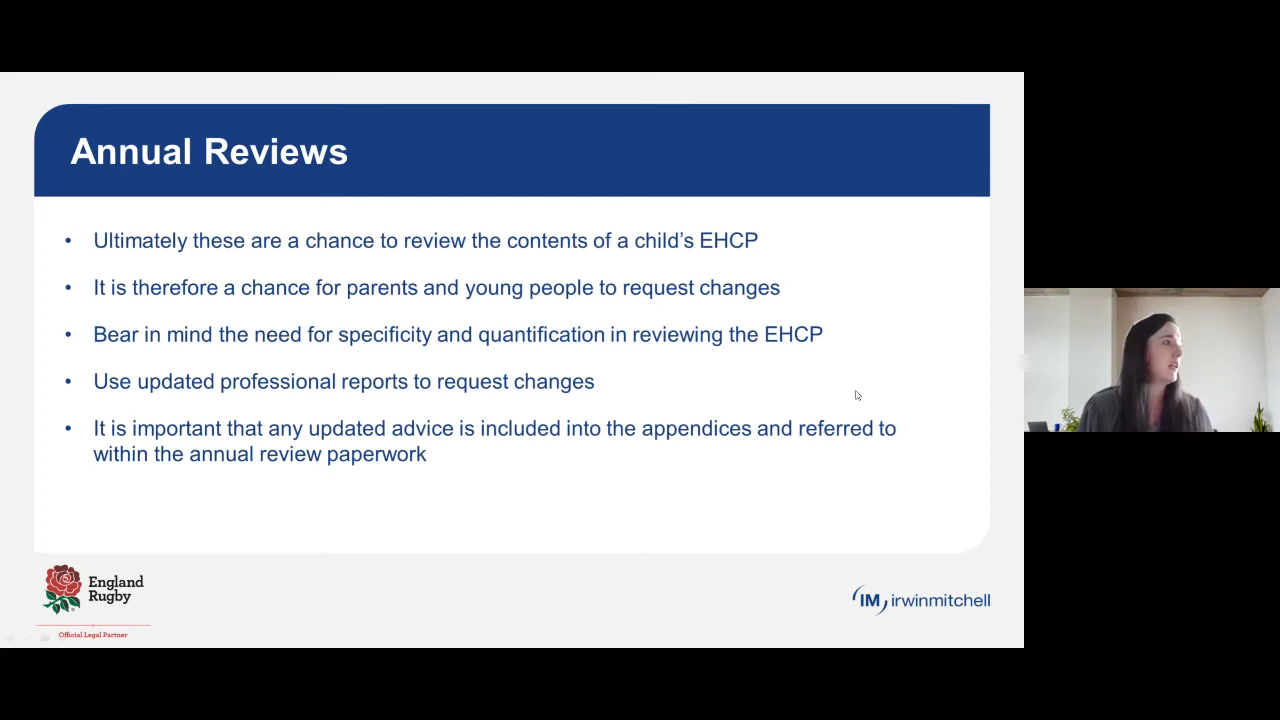 Annual Reviews
• Ultimately these are a chance to review the contents of a child’s EHCP
• It is therefore a chance for parents and young people to request changes
• Bear in mind the need for specificity and quantification in reviewing the EHCP
• Use updated professional reports to request changes
• It is important that any updated advice is included into the appendices and referred to
within the annual review paperwork
England
Rugby
Official Legal Partner
IM irwinmitchell